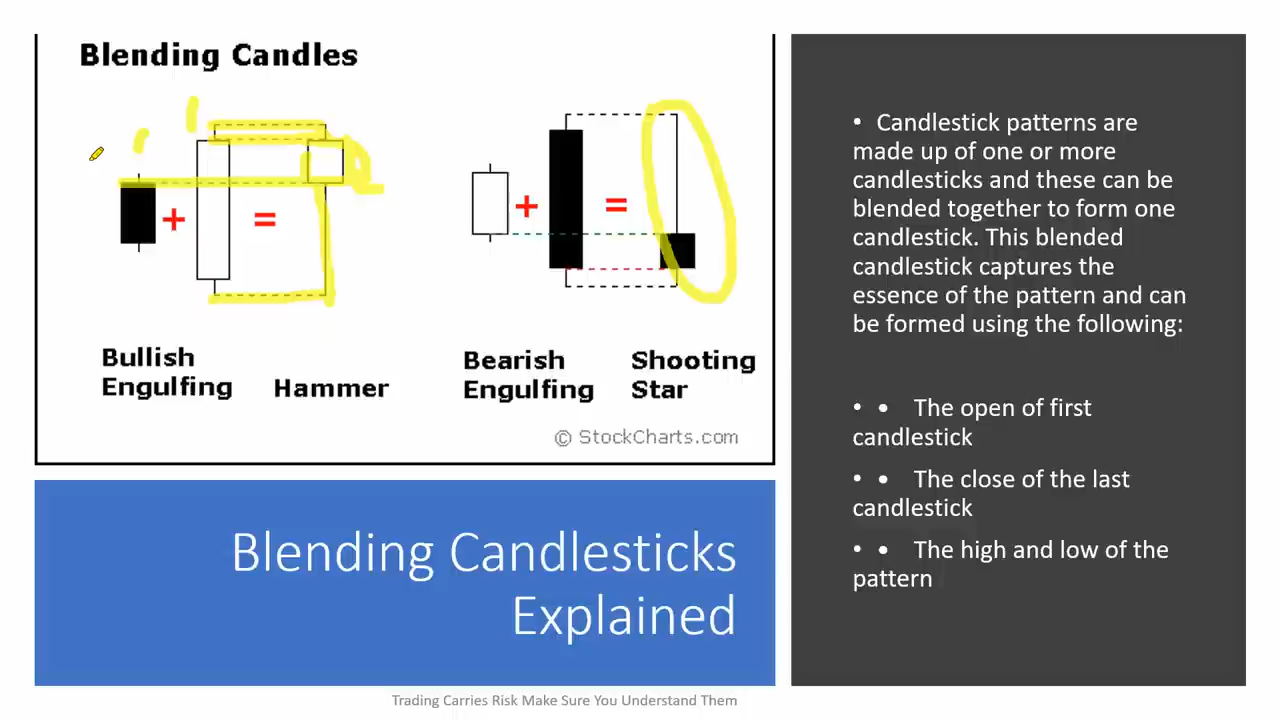 Blending Candles
+ =
+ =
Bullish
Engulfing
Hammer
Bearish
Engulfing
Shooting
Star
© StockCharts.com
Blending Candlesticks
Explained
• Candlestick patterns are
made up of one or more
candlesticks and these can be
blended together to form one
candlestick. This blended
candlestick captures the
essence of the pattern and can
be formed using the following:
• • The open of first
candlestick
• • The close of the last
candlestick
• • The high and low of the
pattern
Trading Carries Risk Make Sure You Understand Them